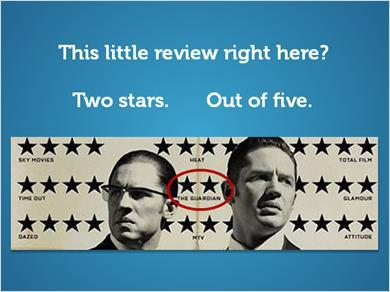 This little review right here?
Two stars. Out of five.
SKY MOVIES HEAT TOTAL FILM
TIME OUT THE GUARDIAN GLAMOUR
DAZED MTV ATTITUDE